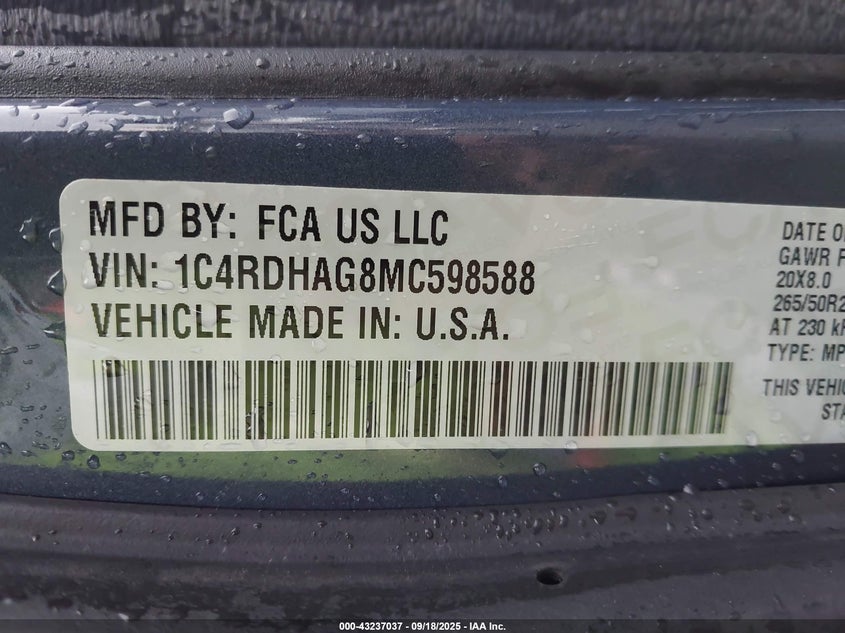 MFD BY: FCA US LLC
VIN: 1C4RDHAG8MC598588
VEHICLE MADE IN: U.S.A.
DATE O
GAWR F
20X8.0
265/50R2
AT 230 kP
TYPE: MP
THIS VEHIC
STA
000-43237037 - 09/18/2025 - IAA Inc.